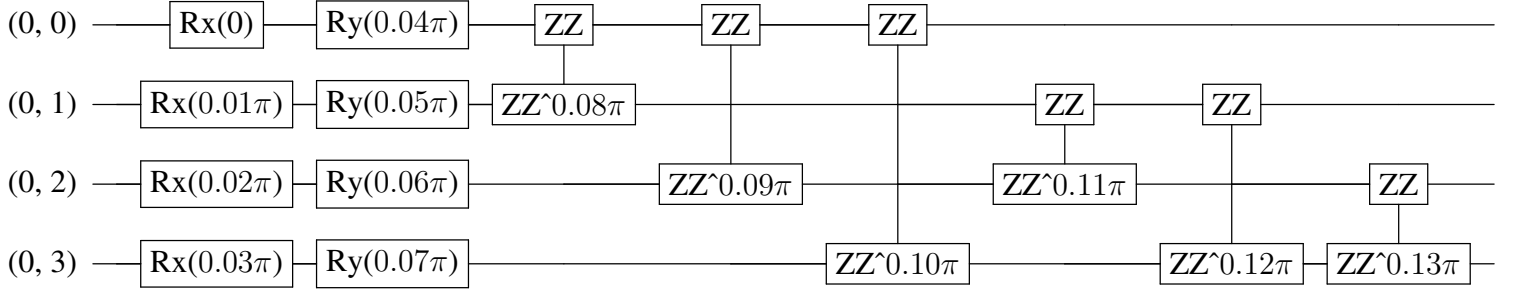 (0, 0) Rx(0) Ry(0.04π) ZZ ZZ ZZ
(0, 1) Rx(0.01π) Ry(0.05π) ZZ^0.08π ZZ ZZ
(0, 2) Rx(0.02π) Ry(0.06π) ZZ^0.09π ZZ^0.11π ZZ
(0, 3) Rx(0.03π) Ry(0.07π) ZZ^0.10π ZZ^0.12π ZZ^0.13π